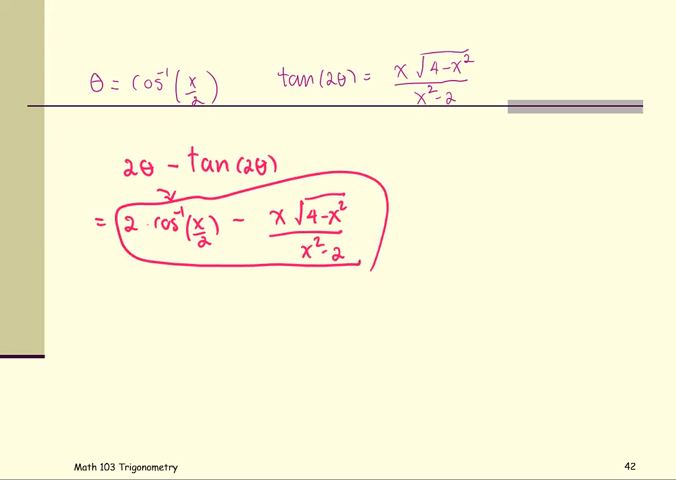 θ = cos⁻¹(x/2)    tan(2θ) = x√(4−x²)/(x²−2)
2θ − tan(2θ)
= 2 · cos⁻¹(x/2) − x√(4−x²)/(x²−2)
Math 103 Trigonometry    42